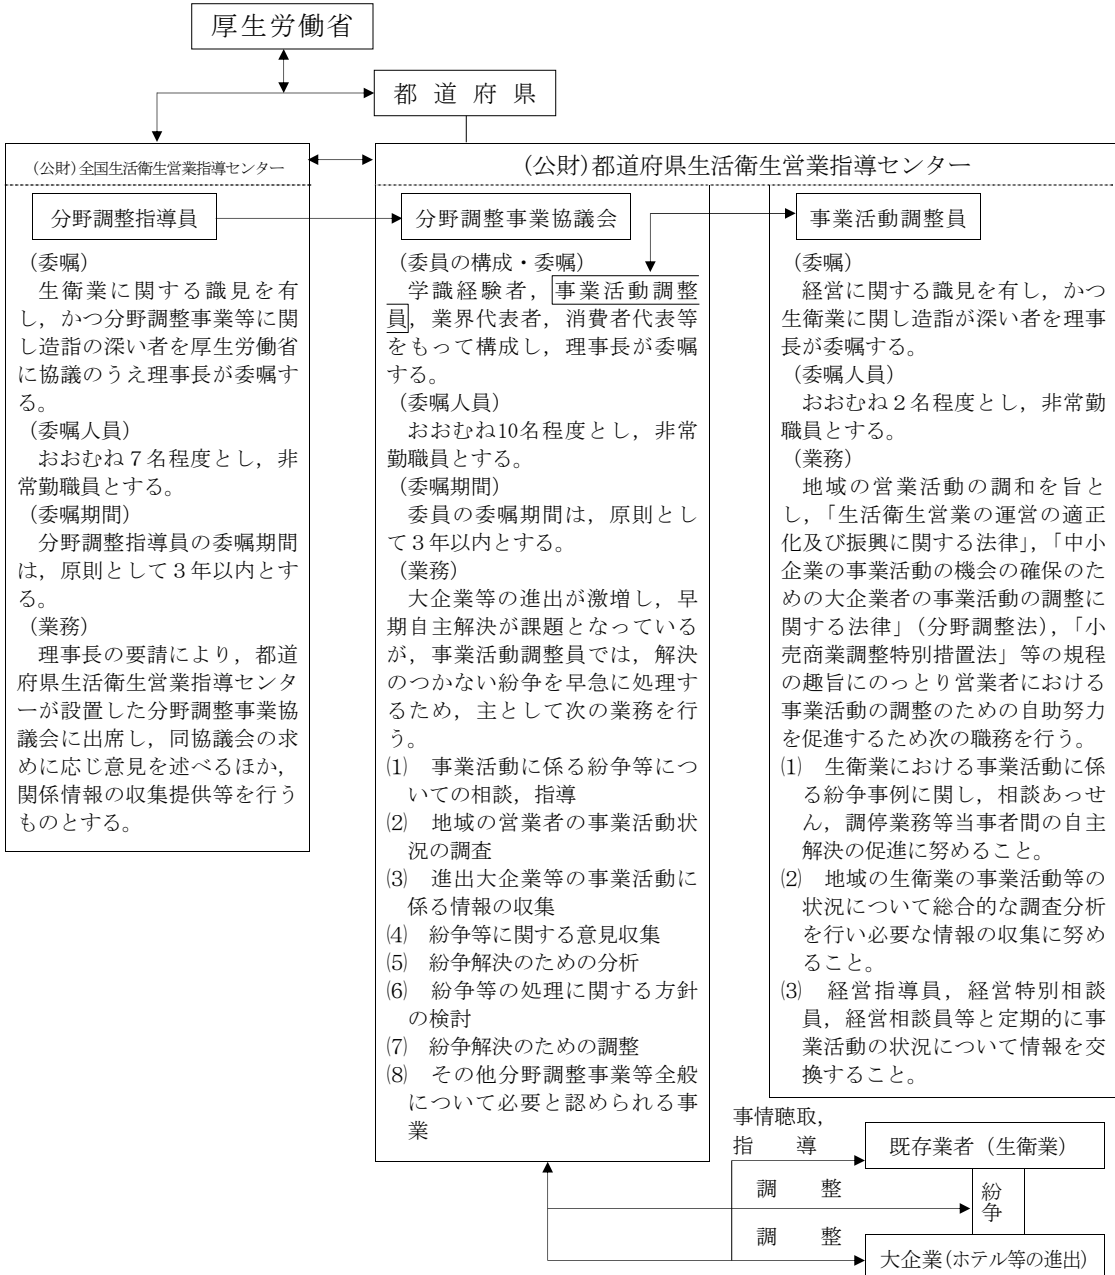 厚生労働省
都道府県
(公財)全国生活衛生営業指導センター
分野調整指導員
（委嘱）
生衛業に関する識見を有
し，かつ分野調整事業等に関
し造詣の深い者を厚生労働省
に協議のうえ理事長が委嘱す
る。
（委嘱人員）
おおむね７名程度とし，非
常勤職員とする。
（委嘱期間）
分野調整指導員の委嘱期間
は，原則として３年以内とす
る。
（業務）
理事長の要請により，都道
府県生活衛生営業指導センタ
ーが設置した分野調整事業協
議会に出席し，同協議会の求
めに応じ意見を述べるほか，
関係情報の収集提供等を行う
ものとする。
(公財)都道府県生活衛生営業指導センター
分野調整事業協議会
（委員の構成・委嘱）
学識経験者，事業活動調整
員，業界代表者，消費者代表等
をもって構成し，理事長が委嘱
する。
（委嘱人員）
おおむね10名程度とし，非常
勤職員とする。
（委嘱期間）
委員の委嘱期間は，原則とし
て３年以内とする。
（業務）
大企業等の進出が激増し，早
期自主解決が課題となっている
が，事業活動調整員では，解決
のつかない紛争を早急に処理す
るため，主として次の業務を行
う。
⑴　事業活動に係る紛争等につ
いての相談，指導
⑵　地域の営業者の事業活動状
況の調査
⑶　進出大企業等の事業活動に
係る情報の収集
⑷　紛争等に関する意見収集
⑸　紛争解決のための分析
⑹　紛争等の処理に関する方針
の検討
⑺　紛争解決のための調整
⑻　その他分野調整事業等全般
について必要と認められる事
業
事業活動調整員
（委嘱）
経営に関する識見を有し，かつ
生衛業に関し造詣が深い者を理事
長が委嘱する。
（委嘱人員）
おおむね２名程度とし，非常勤
職員とする。
（業務）
地域の営業活動の調和を旨と
し，「生活衛生営業の運営の適正
化及び振興に関する法律」，「中小
企業の事業活動の機会の確保のた
めの大企業者の事業活動の調整に
関する法律」（分野調整法），「小
売商業調整特別措置法」等の規程
の趣旨にのっとり営業者における
事業活動の調整のための自助努力
を促進するため次の職務を行う。
⑴　生衛業における事業活動に係
る紛争事例に関し，相談あっせ
ん，調停業務等当事者間の自主
解決の促進に努めること。
⑵　地域の生衛業の事業活動等の
状況について総合的な調査分析
を行い必要な情報の収集に努め
ること。
⑶　経営指導員，経営特別相談
員，経営相談員等と定期的に事
業活動の状況について情報を交
換すること。
事情聴取，
指導
既存業者（生衛業）
調整
紛争
調整
大企業(ホテル等の進出)